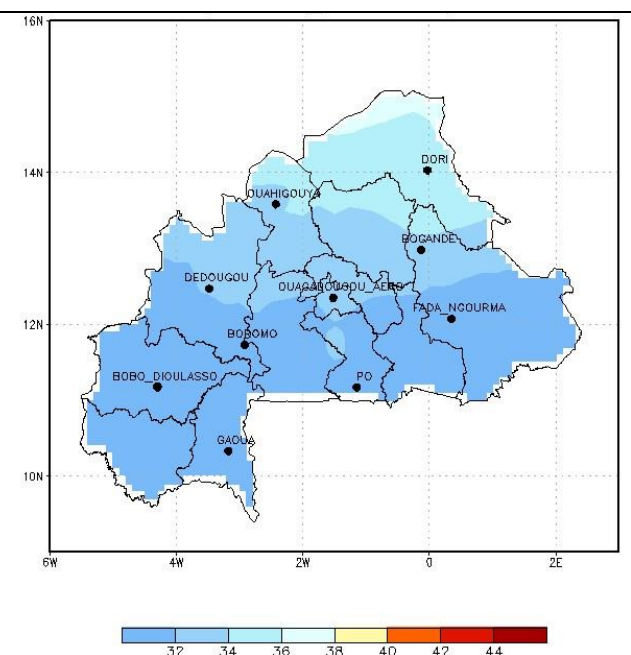 16N
14N
12N
10N
DORI
OUAHIGOUYA
BOGANDE
DEDOUGOU
OUAGADOUGOU_AERO
FADA_NGOURMA
BOROMO
BOBO_DIOULASSO
PO
GAOUA
6W 4W 2W 0 2E
32 34 36 38 40 42 44